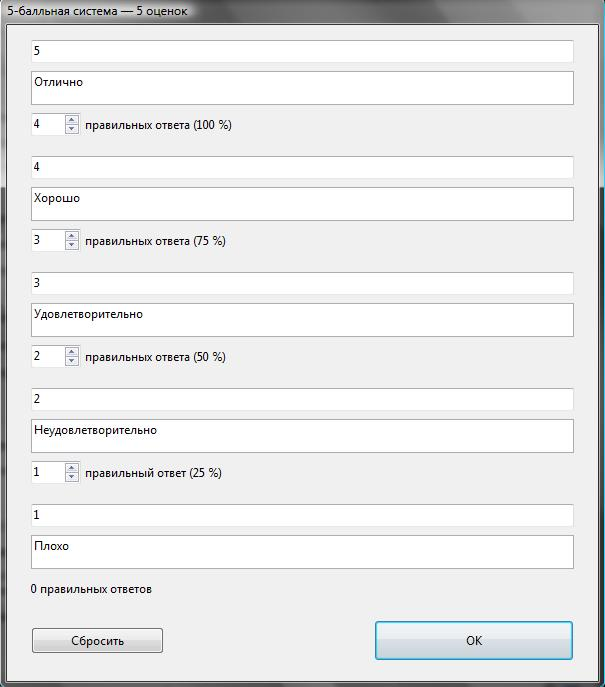 5-балльная система — 5 оценок
5
Отлично
4 правильных ответа (100 %)
4
Хорошо
3 правильных ответа (75 %)
3
Удовлетворительно
2 правильных ответа (50 %)
2
Неудовлетворительно
1 правильный ответ (25 %)
1
Плохо
0 правильных ответов
Сбросить ОК